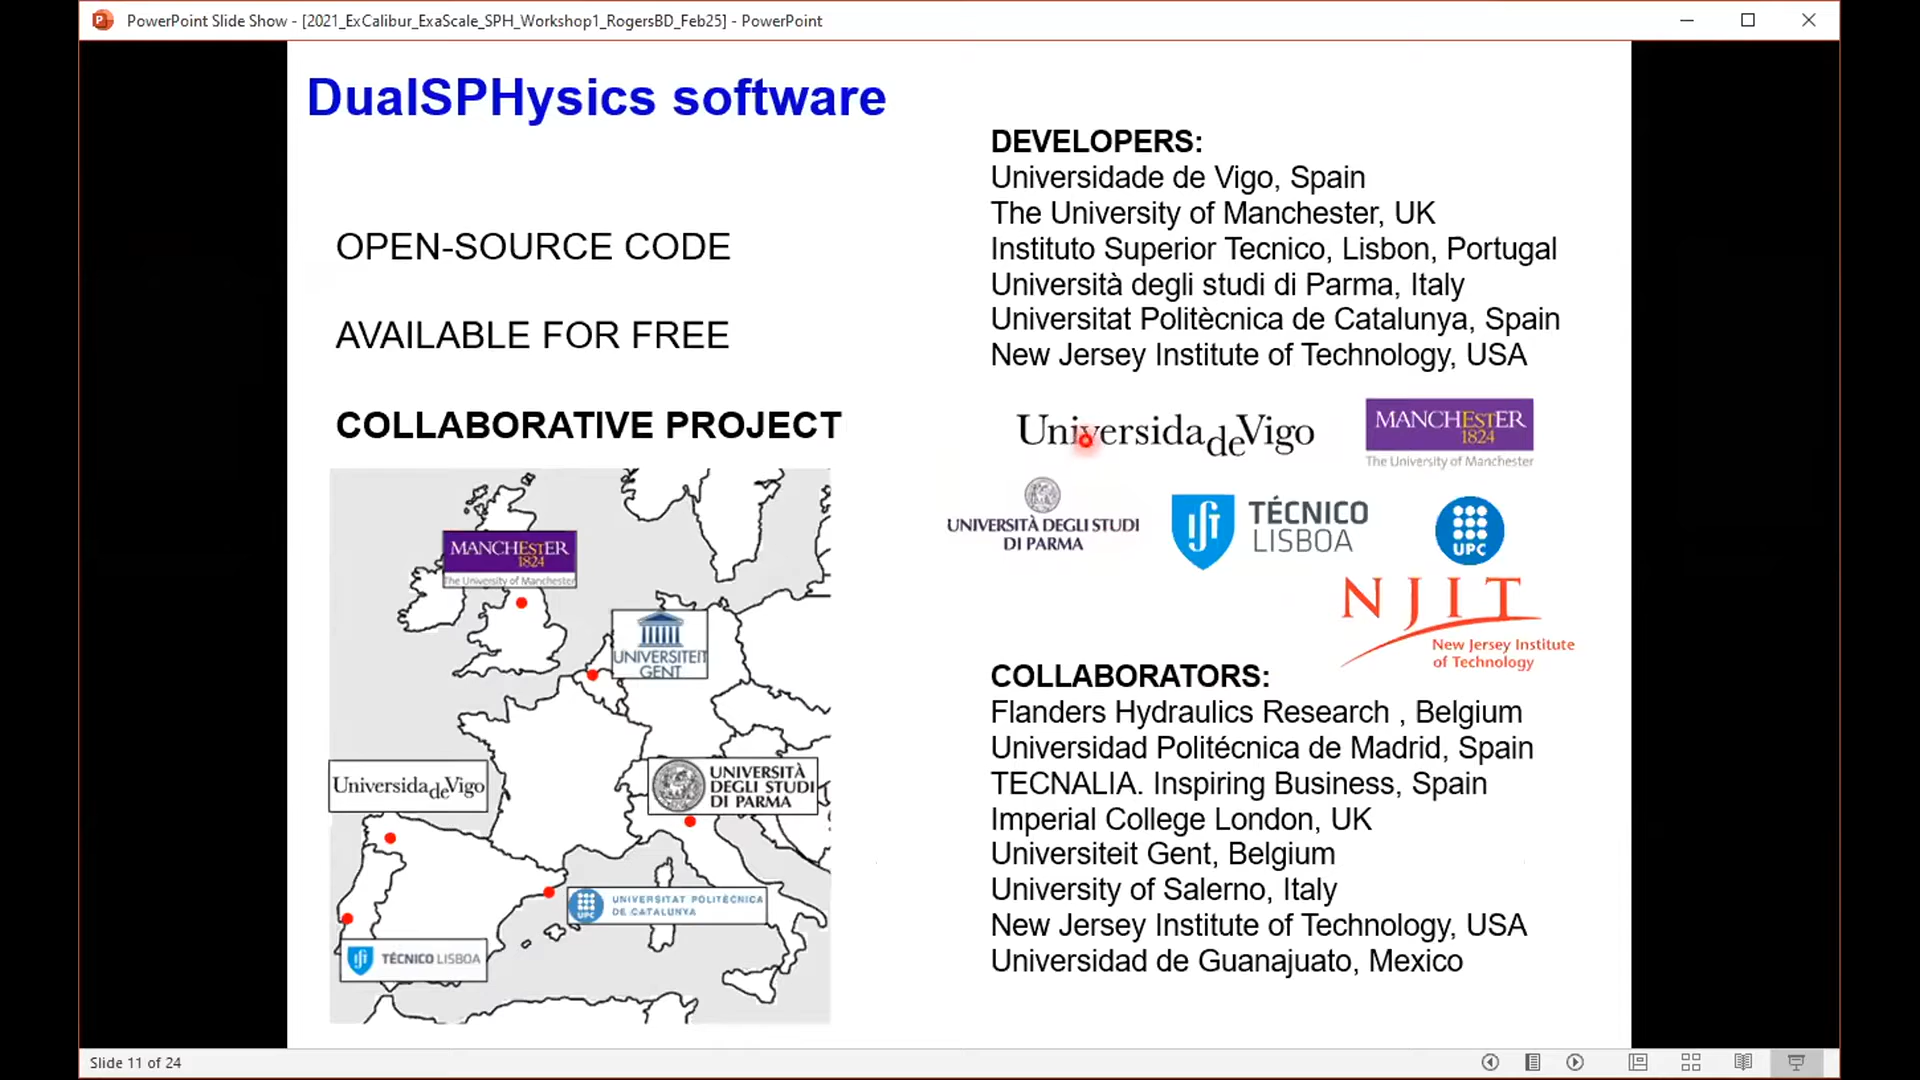 PowerPoint Slide Show - [2021_ExCalibur_ExaScale_SPH_Workshop1_RogersBD_Feb25] - PowerPoint
DualSPHysics software
OPEN-SOURCE CODE
AVAILABLE FOR FREE
COLLABORATIVE PROJECT
MANCHESTER
1824
The University of Manchester
UNIVERSITEIT
GENT
UniversidadeVigo
UNIVERSITÀ
DEGLI STUDI
DI PARMA
UPC
UNIVERSITAT POLITÈCNICA
DE CATALUNYA
TÉCNICO LISBOA
DEVELOPERS:
Universidade de Vigo, Spain
The University of Manchester, UK
Instituto Superior Tecnico, Lisbon, Portugal
Università degli studi di Parma, Italy
Universitat Politècnica de Catalunya, Spain
New Jersey Institute of Technology, USA
UniversidadeVigo
MANCHESTER
1824
The University of Manchester
UNIVERSITÀ DEGLI STUDI
DI PARMA
TÉCNICO
LISBOA
UPC
NJIT
New Jersey Institute
of Technology
COLLABORATORS:
Flanders Hydraulics Research , Belgium
Universidad Politécnica de Madrid, Spain
TECNALIA. Inspiring Business, Spain
Imperial College London, UK
Universiteit Gent, Belgium
University of Salerno, Italy
New Jersey Institute of Technology, USA
Universidad de Guanajuato, Mexico
Slide 11 of 24